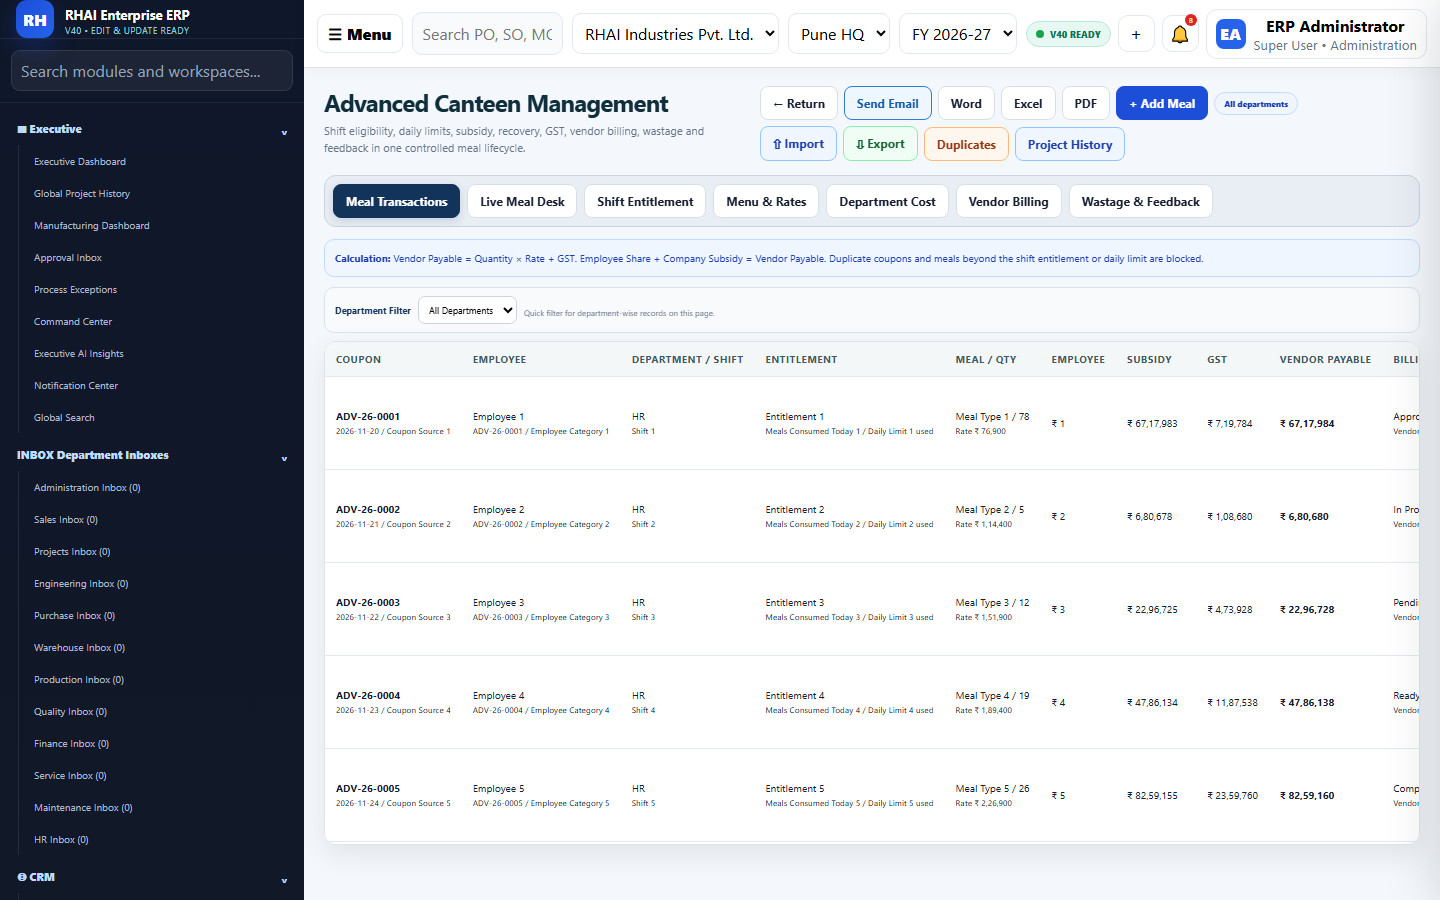 RH
RHAI Enterprise ERP
V40 • EDIT & UPDATE READY
Search modules and workspaces...
Executive
Executive Dashboard
Global Project History
Manufacturing Dashboard
Approval Inbox
Process Exceptions
Command Center
Executive AI Insights
Notification Center
Global Search
INBOX Department Inboxes
Administration Inbox (0)
Sales Inbox (0)
Projects Inbox (0)
Engineering Inbox (0)
Purchase Inbox (0)
Warehouse Inbox (0)
Production Inbox (0)
Quality Inbox (0)
Finance Inbox (0)
Service Inbox (0)
Maintenance Inbox (0)
HR Inbox (0)
CRM
☰ Menu
Search PO, SO, MO
RHAI Industries Pvt. Ltd.
Pune HQ
FY 2026-27
V40 READY
+
8
EA
ERP Administrator
Super User • Administration
Advanced Canteen Management
Shift eligibility, daily limits, subsidy, recovery, GST, vendor billing, wastage and
feedback in one controlled meal lifecycle.
← Return
Send Email
Word
Excel
PDF
+ Add Meal
All departments
⇧ Import
⇩ Export
Duplicates
Project History
Meal Transactions
Live Meal Desk
Shift Entitlement
Menu & Rates
Department Cost
Vendor Billing
Wastage & Feedback
Calculation: Vendor Payable = Quantity × Rate + GST. Employee Share + Company Subsidy = Vendor Payable. Duplicate coupons and meals beyond the shift entitlement or daily limit are blocked.
Department Filter
All Departments
Quick filter for department-wise records on this page.
COUPON EMPLOYEE DEPARTMENT / SHIFT ENTITLEMENT MEAL / QTY EMPLOYEE SUBSIDY GST VENDOR PAYABLE BILLI
ADV-26-0001 Employee 1 HR Entitlement 1 Meal Type 1 / 78 ₹ 1 ₹ 67,17,983 ₹ 7,19,784 ₹ 67,17,984 Appro
2026-11-20 / Coupon Source 1 ADV-26-0001 / Employee Category 1 Shift 1 Meals Consumed Today 1 / Daily Limit 1 used Rate ₹ 76,900 Vendor
ADV-26-0002 Employee 2 HR Entitlement 2 Meal Type 2 / 5 ₹ 2 ₹ 6,80,678 ₹ 1,08,680 ₹ 6,80,680 In Pro
2026-11-21 / Coupon Source 2 ADV-26-0002 / Employee Category 2 Shift 2 Meals Consumed Today 2 / Daily Limit 2 used Rate ₹ 1,14,400 Vendor
ADV-26-0003 Employee 3 HR Entitlement 3 Meal Type 3 / 12 ₹ 3 ₹ 22,96,725 ₹ 4,73,928 ₹ 22,96,728 Pendi
2026-11-22 / Coupon Source 3 ADV-26-0003 / Employee Category 3 Shift 3 Meals Consumed Today 3 / Daily Limit 3 used Rate ₹ 1,51,900 Vendor
ADV-26-0004 Employee 4 HR Entitlement 4 Meal Type 4 / 19 ₹ 4 ₹ 47,86,134 ₹ 11,87,538 ₹ 47,86,138 Ready
2026-11-23 / Coupon Source 4 ADV-26-0004 / Employee Category 4 Shift 4 Meals Consumed Today 4 / Daily Limit 4 used Rate ₹ 1,89,400 Vendor
ADV-26-0005 Employee 5 HR Entitlement 5 Meal Type 5 / 26 ₹ 5 ₹ 82,59,155 ₹ 23,59,760 ₹ 82,59,160 Comp
2026-11-24 / Coupon Source 5 ADV-26-0005 / Employee Category 5 Shift 5 Meals Consumed Today 5 / Daily Limit 5 used Rate ₹ 2,26,900 Vendor